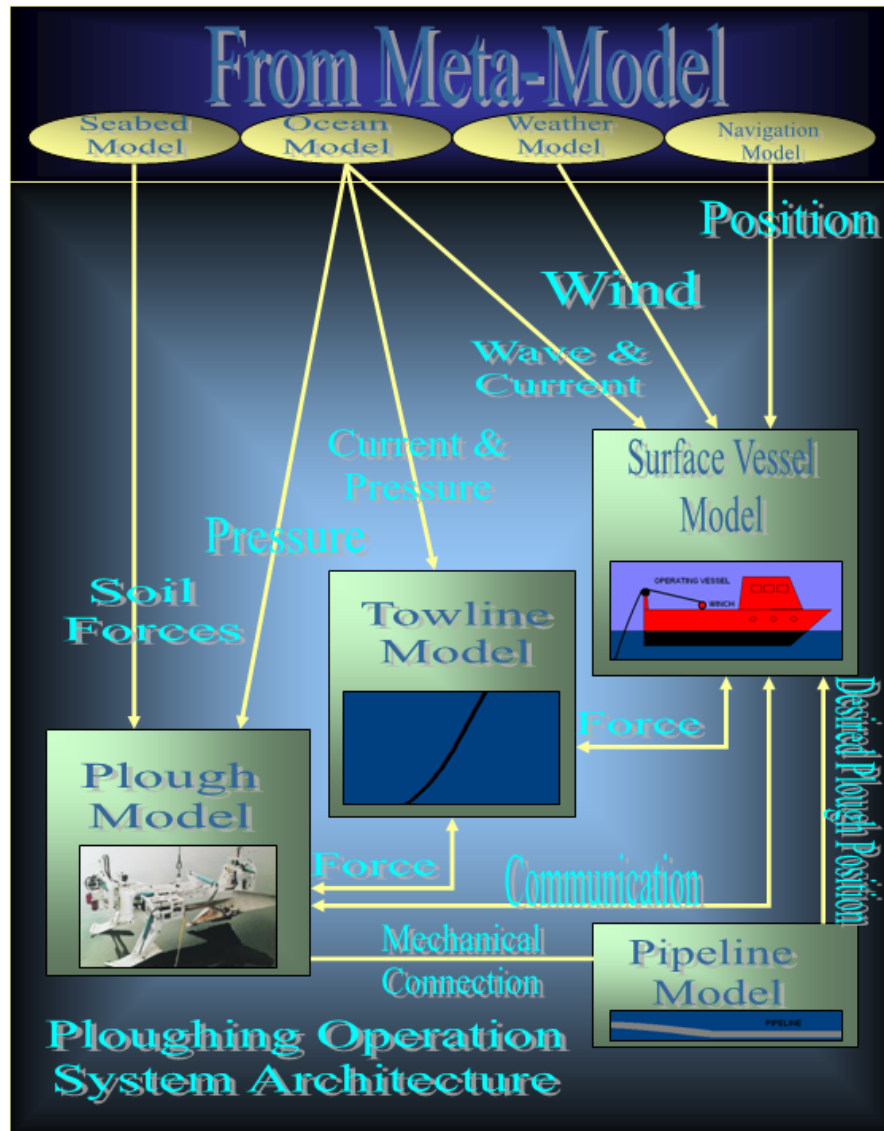 From Meta-Model
Seabed
Model
Ocean
Model
Weather
Model
Navigation
Model
Position
Wind
Wave &
Current
Current &
Pressure
Pressure
Soil
Forces
Surface Vessel
Model
OPERATING VESSEL
WINCH
Towline
Model
Force
Desired Plough Position
Plough
Model
Force
Communication
Mechanical
Connection
Pipeline
Model
PIPELINE
Ploughing Operation
System Architecture